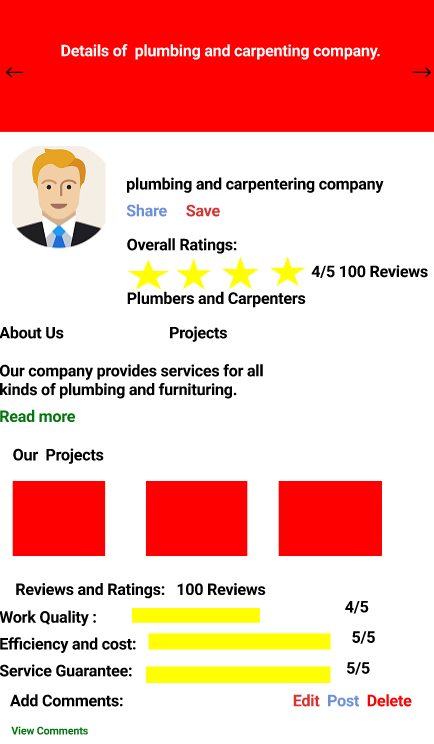 Details of plumbing and carpenting company.
← →
plumbing and carpentering company
Share Save
Overall Ratings:
4/5 100 Reviews
Plumbers and Carpenters
About Us Projects
Our company provides services for all
kinds of plumbing and furnituring.
Read more
Our Projects
Reviews and Ratings: 100 Reviews
Work Quality : 4/5
Efficiency and cost: 5/5
Service Guarantee: 5/5
Add Comments: Edit Post Delete
View Comments